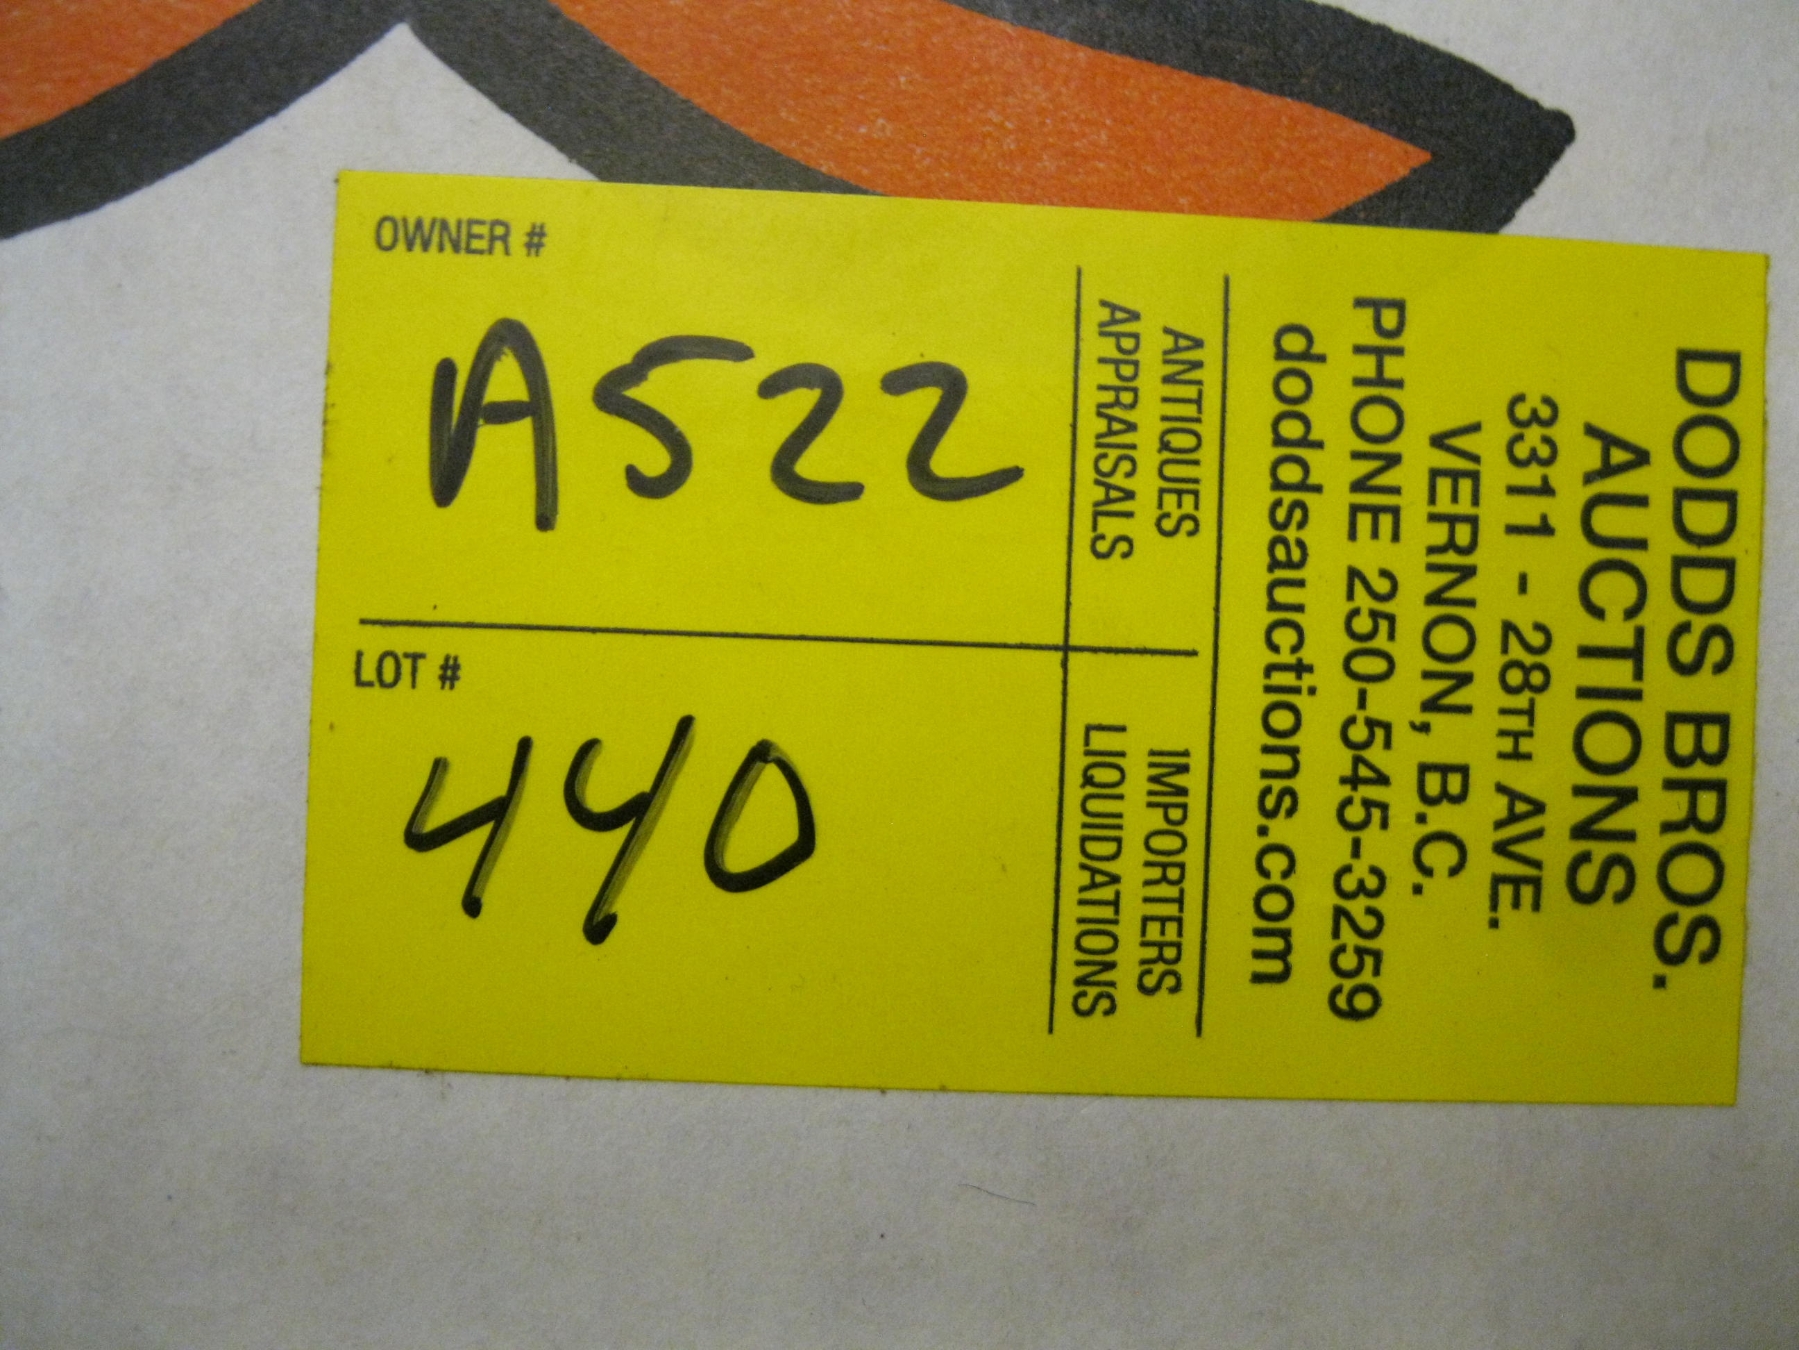 DODDS BROS.
AUCTIONS
3311 - 28TH AVE.
VERNON, B.C.
PHONE 250-545-3259
doddsauctions.com
ANTIQUES
APPRAISALS
IMPORTERS
LIQUIDATIONS
OWNER #
A522
LOT #
440